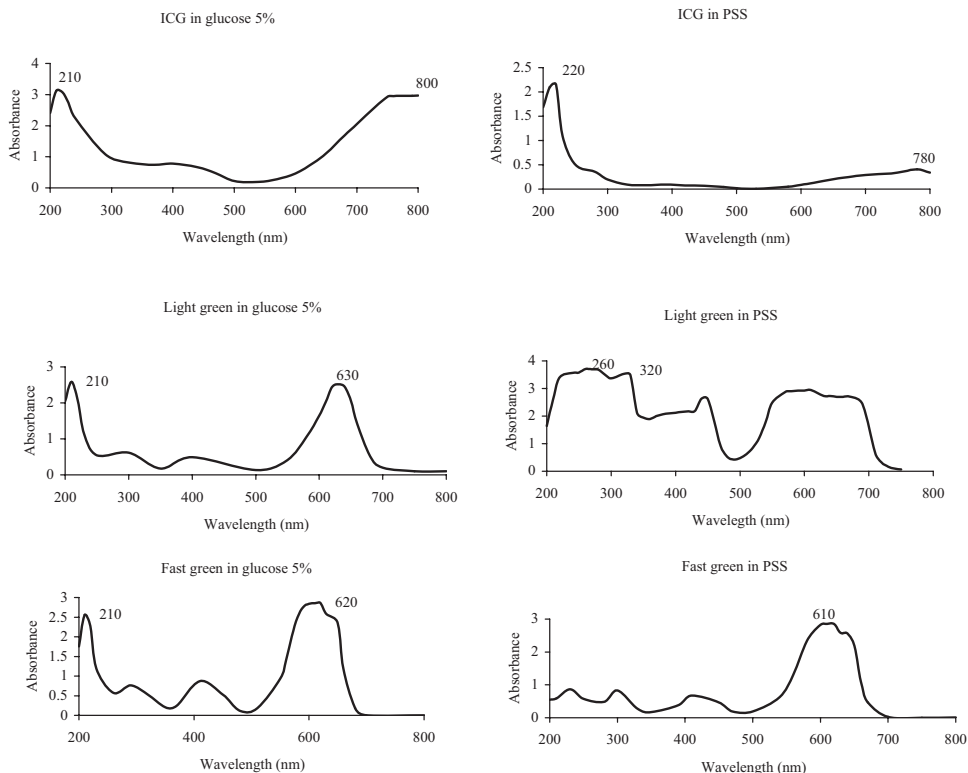 ICG in glucose 5%
4
3
2
1
0
210
800
Absorbance
200 300 400 500 600 700 800
Wavelength (nm)
ICG in PSS
2.5
2
1.5
1
0.5
0
220
780
Absorbance
200 300 400 500 600 700 800
Wavelength (nm)
Light green in glucose 5%
3
2
1
0
210
630
Absorbance
200 300 400 500 600 700 800
Wavelength (nm)
Light green in PSS
4
3
2
1
0
260
320
Absorbance
200 300 400 500 600 700 800
Wavelegth (nm)
Fast green in glucose 5%
3
2.5
2
1.5
1
0.5
0
210
620
Absorbance
200 400 600 800
Wavelength (nm)
Fast green in PSS
3
2
1
0
610
Absorbance
200 300 400 500 600 700 800
Wavelength (nm)